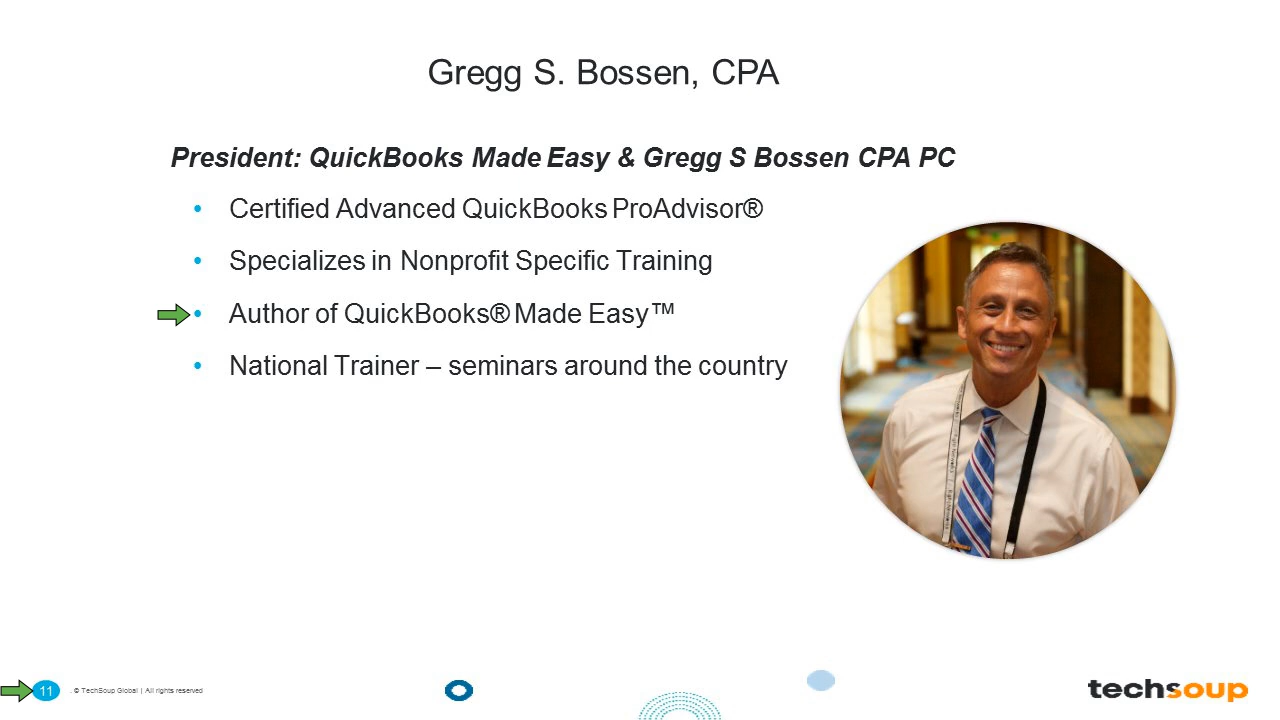 Gregg S. Bossen, CPA
President: QuickBooks Made Easy & Gregg S Bossen CPA PC
• Certified Advanced QuickBooks ProAdvisor®
• Specializes in Nonprofit Specific Training
• Author of QuickBooks® Made Easy™
• National Trainer – seminars around the country
11
. © TechSoup Global | All rights reserved
techsoup